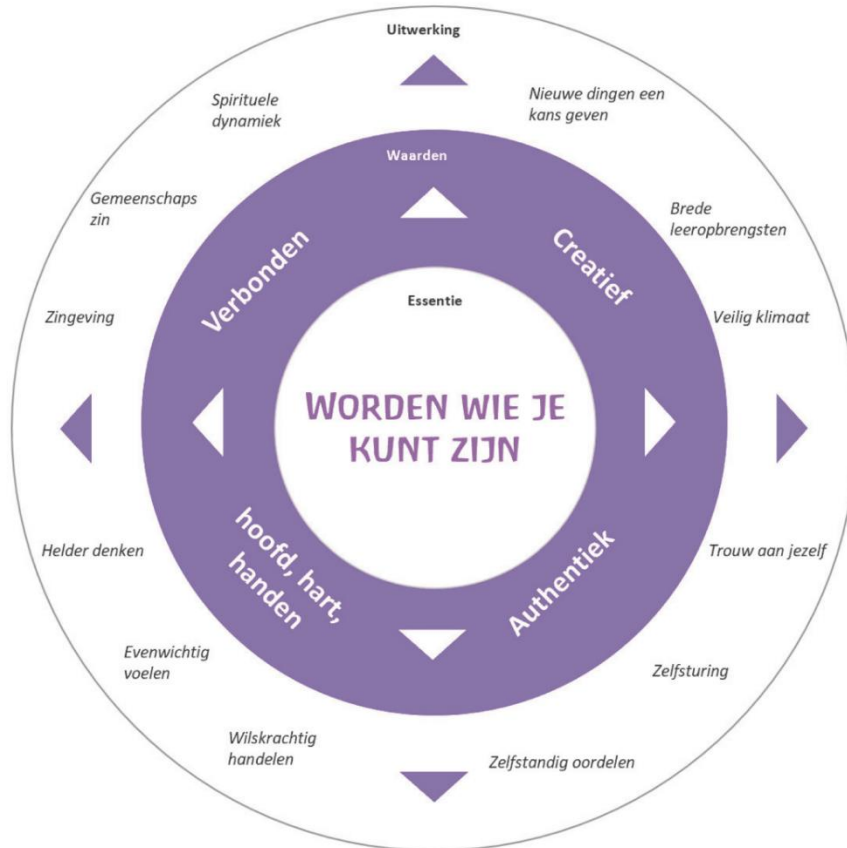 Uitwerking
Spirituele
dynamiek
Nieuwe dingen een
kans geven
Waarden
Gemeenschaps
zin
Brede
leeropbrengsten
Verbonden
Creatief
Zingeving
Essentie
Veilig klimaat
WORDEN WIE JE
KUNT ZIJN
Helder denken
hoofd, hart,
handen
Authentiek
Trouw aan jezelf
Evenwichtig
voelen
Zelfsturing
Wilskrachtig
handelen
Zelfstandig oordelen